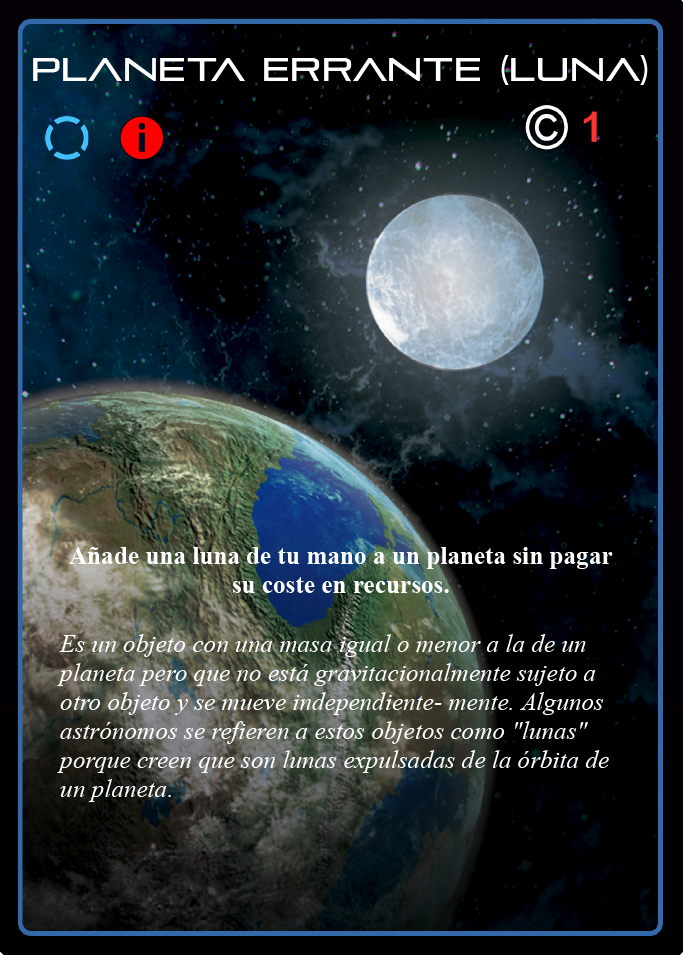 PLANETA ERRANTE (LUNA)
i © 1
Añade una luna de tu mano a un planeta sin pagar
su coste en recursos.
Es un objeto con una masa igual o menor a la de un
planeta pero que no está gravitacionalmente sujeto a
otro objeto y se mueve independiente- mente. Algunos
astrónomos se refieren a estos objetos como "lunas"
porque creen que son lunas expulsadas de la órbita de
un planeta.